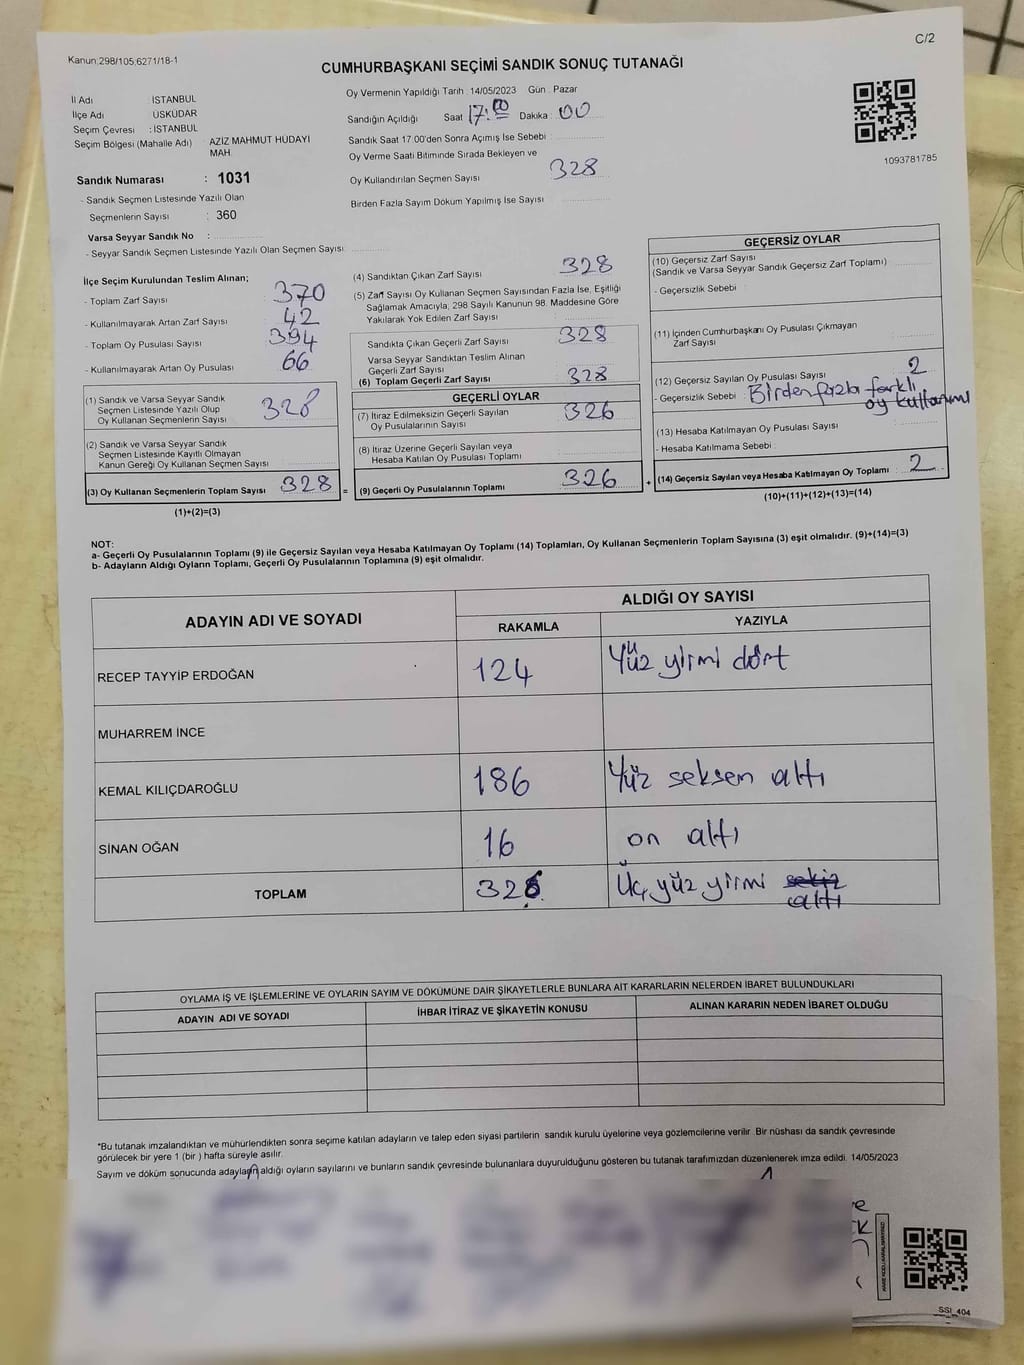 C/2
Kanun:298/105,6271/18-1
CUMHURBAŞKANI SEÇİMİ SANDIK SONUÇ TUTANAĞI
İl Adı : İSTANBUL
İlçe Adı : ÜSKÜDAR
Seçim Çevresi : İSTANBUL
Seçim Bölgesi (Mahalle Adı) AZİZ MAHMUT HÜDAYİ
MAH.
Sandık Numarası : 1031
- Sandık Seçmen Listesinde Yazılı Olan
Seçmenlerin Sayısı : 360
Varsa Seyyar Sandık No :
- Seyyar Sandık Seçmen Listesinde Yazılı Olan Seçmen Sayısı:
Oy Vermenin Yapıldığı Tarih : 14/05/2023 Gün : Pazar
Sandığın Açıldığı Saat 17:00 Dakika : 00
Sandık Saat 17.00'den Sonra Açımış İse Sebebi :
Oy Verme Saati Bitiminde Sırada Bekleyen ve
Oy Kullandırılan Seçmen Sayısı 328
Birden Fazla Sayım Döküm Yapılmış İse Sayısı :
1093781785
İlçe Seçim Kurulundan Teslim Alınan;
- Toplam Zarf Sayısı : 370
- Kullanılmayarak Artan Zarf Sayısı : 42
- Toplam Oy Pusulası Sayısı : 394
- Kullanılmayarak Artan Oy Pusulası : 66
(1) Sandık ve Varsa Seyyar Sandık
Seçmen Listesinde Yazılı Olup
Oy Kullanan Seçmenlerin Sayısı : 328
(2) Sandık ve Varsa Seyyar Sandık
Seçmen Listesinde Kayıtlı Olmayan
Kanun Gereği Oy Kullanan Seçmen Sayısı :
(3) Oy Kullanan Seçmenlerin Toplam Sayısı : 328 =
(1)+(2)=(3)
(4) Sandıktan Çıkan Zarf Sayısı : 328
(5) Zarf Sayısı Oy Kullanan Seçmen Sayısından Fazla İse, Eşitliği
Sağlamak Amacıyla, 298 Sayılı Kanunun 98. Maddesine Göre
Yakılarak Yok Edilen Zarf Sayısı :
Sandıkta Çıkan Geçerli Zarf Sayısı : 328
Varsa Seyyar Sandıktan Teslim Alınan
Geçerli Zarf Sayısı :
(6) Toplam Geçerli Zarf Sayısı : 328
GEÇERLİ OYLAR
(7) İtiraz Edilmeksizin Geçerli Sayılan
Oy Pusulalarının Sayısı : 326
(8) İtiraz Üzerine Geçerli Sayılan veya
Hesaba Katılan Oy Pusulası Toplamı :
(9) Geçerli Oy Pusulalarının Toplamı : 326 +
GEÇERSİZ OYLAR
(10) Geçersiz Zarf Sayısı
(Sandık ve Varsa Seyyar Sandık Geçersiz Zarf Toplamı) :
- Geçersizlik Sebebi :
(11) İçinden Cumhurbaşkanı Oy Pusulası Çıkmayan
Zarf Sayısı :
(12) Geçersiz Sayılan Oy Pusulası Sayısı : 2
- Geçersizlik Sebebi : Birden fazla farklı
oy kullanımı
(13) Hesaba Katılmayan Oy Pusulası Sayısı :
- Hesaba Katılmama Sebebi :
(14) Geçersiz Sayılan veya Hesaba Katılmayan Oy Toplamı : 2
(10)+(11)+(12)+(13)=(14)
NOT:
a- Geçerli Oy Pusulalarının Toplamı (9) ile Geçersiz Sayılan veya Hesaba Katılmayan Oy Toplamı (14) Toplamları, Oy Kullanan Seçmenlerin Toplam Sayısına (3) eşit olmalıdır. (9)+(14)=(3)
b- Adayların Aldığı Oyların Toplamı, Geçerli Oy Pusulalarının Toplamına (9) eşit olmalıdır.
ADAYIN ADI VE SOYADI
ALDIĞI OY SAYISI
RAKAMLA YAZIYLA
RECEP TAYYİP ERDOĞAN 124 Yüz yirmi dört
MUHARREM İNCE
KEMAL KILIÇDAROĞLU 186 Yüz seksen altı
SİNAN OĞAN 16 on altı
TOPLAM 326 Üç yüz yirmi sekiz
altı
OYLAMA İŞ VE İŞLEMLERİNE VE OYLARIN SAYIM VE DÖKÜMÜNE DAİR ŞİKAYETLERLE BUNLARA AİT KARARLARIN NELERDEN İBARET BULUNDUKLARI
ADAYIN ADI VE SOYADI İHBAR İTİRAZ VE ŞİKAYETİN KONUSU ALINAN KARARIN NEDEN İBARET OLDUĞU
*Bu tutanak imzalandıktan ve mühürlendikten sonra seçime katılan adayların ve talep eden siyasi partilerin sandık kurulu üyelerine veya gözlemcilerine verilir. Bir nüshası da sandık çevresinde
görülecek bir yere 1 (bir ) hafta süreyle asılır.
Sayım ve döküm sonucunda adayların aldığı oyların sayılarını ve bunların sandık çevresinde bulunanlara duyurulduğunu gösteren bu tutanak tarafımızdan düzenlenerek imza edildi. 14/05/2023
SSI_404